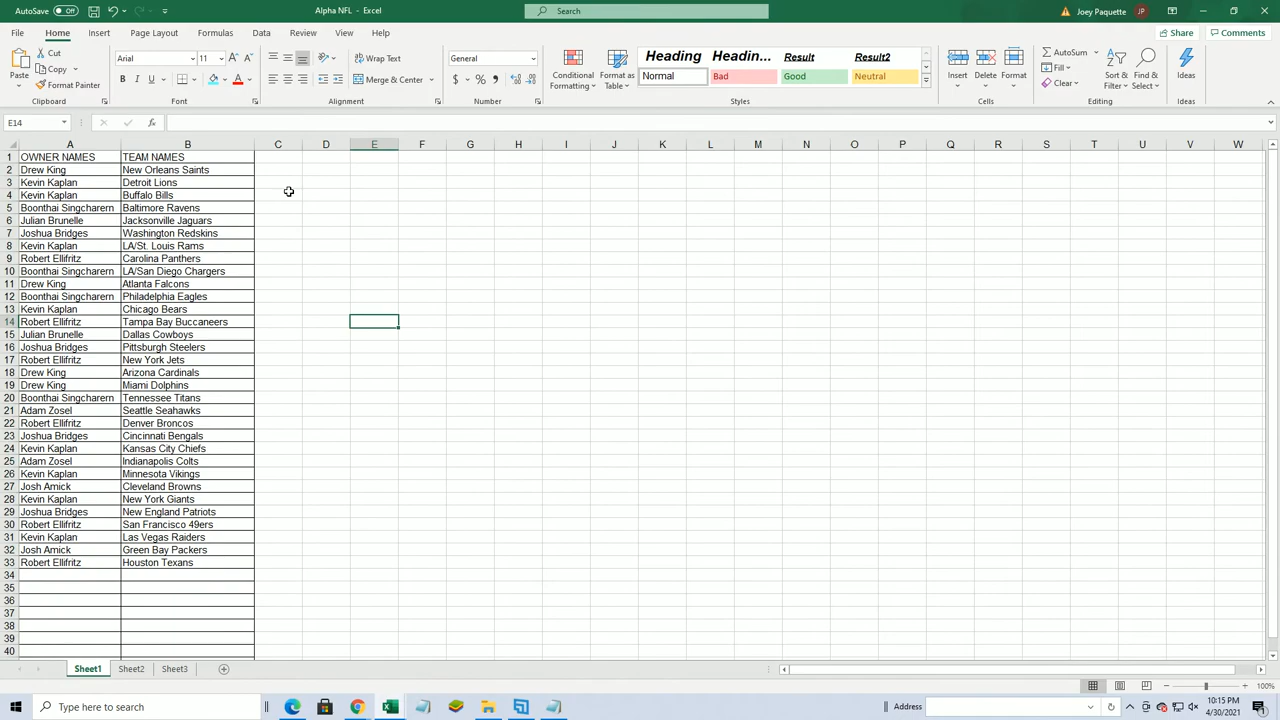 AutoSave Off
Alpha NFL - Excel
Search
Joey Paquette JP
File Home Insert Page Layout Formulas Data Review View Help
Share Comments
Paste
Cut
Copy
Format Painter
Clipboard
Arial 11
B I U
Font
Wrap Text
Merge & Center
Alignment
General
$ % ,
Number
Conditional Formatting
Format as Table
Heading Headin... Result Result2
Normal Bad Good Neutral
Styles
Insert Delete Format
Cells
AutoSum
Fill
Clear
Sort & Filter
Find & Select
Editing
Ideas
Ideas
E14
fx
A B C D E F G H I J K L M N O P Q R S T U V W
1 OWNER NAMES TEAM NAMES
2 Drew King New Orleans Saints
3 Kevin Kaplan Detroit Lions
4 Kevin Kaplan Buffalo Bills
5 Boonthai Singcharern Baltimore Ravens
6 Julian Brunelle Jacksonville Jaguars
7 Joshua Bridges Washington Redskins
8 Kevin Kaplan LA/St. Louis Rams
9 Robert Ellifritz Carolina Panthers
10 Boonthai Singcharern LA/San Diego Chargers
11 Drew King Atlanta Falcons
12 Boonthai Singcharern Philadelphia Eagles
13 Kevin Kaplan Chicago Bears
14 Robert Ellifritz Tampa Bay Buccaneers
15 Julian Brunelle Dallas Cowboys
16 Joshua Bridges Pittsburgh Steelers
17 Robert Ellifritz New York Jets
18 Drew King Arizona Cardinals
19 Drew King Miami Dolphins
20 Boonthai Singcharern Tennessee Titans
21 Adam Zosel Seattle Seahawks
22 Robert Ellifritz Denver Broncos
23 Joshua Bridges Cincinnati Bengals
24 Kevin Kaplan Kansas City Chiefs
25 Adam Zosel Indianapolis Colts
26 Kevin Kaplan Minnesota Vikings
27 Josh Amick Cleveland Browns
28 Kevin Kaplan New York Giants
29 Joshua Bridges New England Patriots
30 Robert Ellifritz San Francisco 49ers
31 Kevin Kaplan Las Vegas Raiders
32 Josh Amick Green Bay Packers
33 Robert Ellifritz Houston Texans
34
35
36
37
38
39
40
Sheet1 Sheet2 Sheet3
100%
Type here to search
Address
10:15 PM
4/30/2021